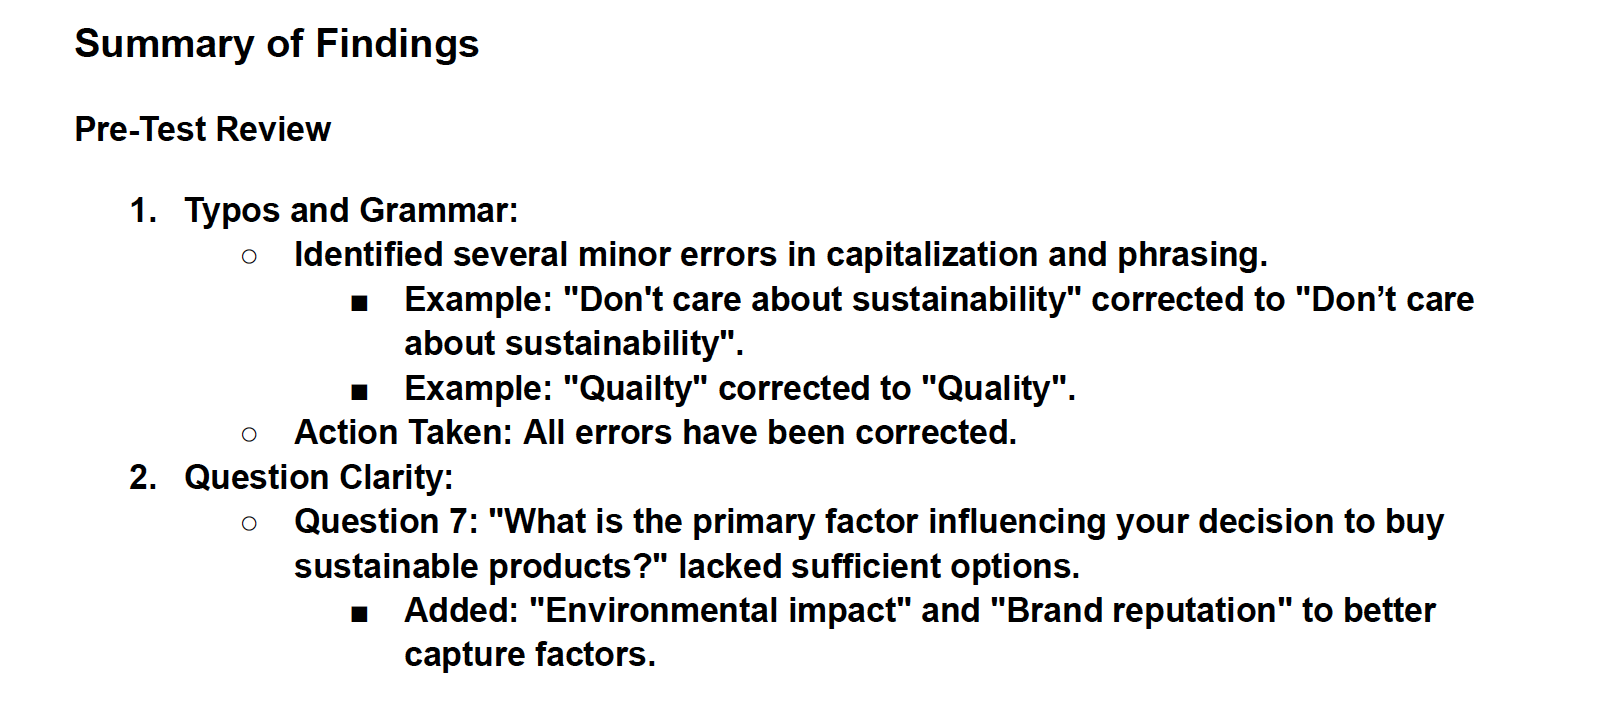 Summary of Findings
Pre-Test Review
1. Typos and Grammar:
○ Identified several minor errors in capitalization and phrasing.
■ Example: "Don't care about sustainability" corrected to "Don’t care
about sustainability".
■ Example: "Quailty" corrected to "Quality".
○ Action Taken: All errors have been corrected.
2. Question Clarity:
○ Question 7: "What is the primary factor influencing your decision to buy
sustainable products?" lacked sufficient options.
■ Added: "Environmental impact" and "Brand reputation" to better
capture factors.